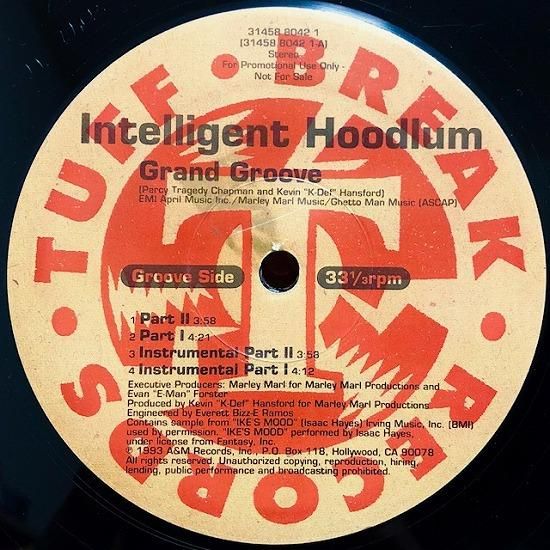 31458 8042 1
(31458 8042 1-A)
Stereo
For Promotional Use Only -
Not For Sale
TUFF · BREAK · RECORDS ·
Intelligent Hoodlum
Grand Groove
(Percy Tragedy Chapman and Kevin "K-Def" Hansford)
EMI April Music Inc./Marley Marl Music/Ghetto Man Music (ASCAP)
Groove Side
33 1/3 rpm
1 Part II 3:58
2 Part I 4:21
3 Instrumental Part II 3:58
4 Instrumental Part I 4:12
Executive Producers: Marley Marl for Marley Marl Productions and
Evan "E-Man" Forster
Produced by Kevin "K-Def" Hansford for Marley Marl Productions
Engineered by Everett Bizz-E Ramos
Contains sample from "IKE'S MOOD" (Isaac Hayes) Irving Music, Inc. (BMI)
used by permission. "IKE'S MOOD" performed by Isaac Hayes,
under license from Fantasy, Inc.
℗ © 1993 A&M Records, Inc., P.O. Box 118, Hollywood, CA 90078
All rights reserved. Unauthorized copying, reproduction, hiring,
lending, public performance and broadcasting prohibited.